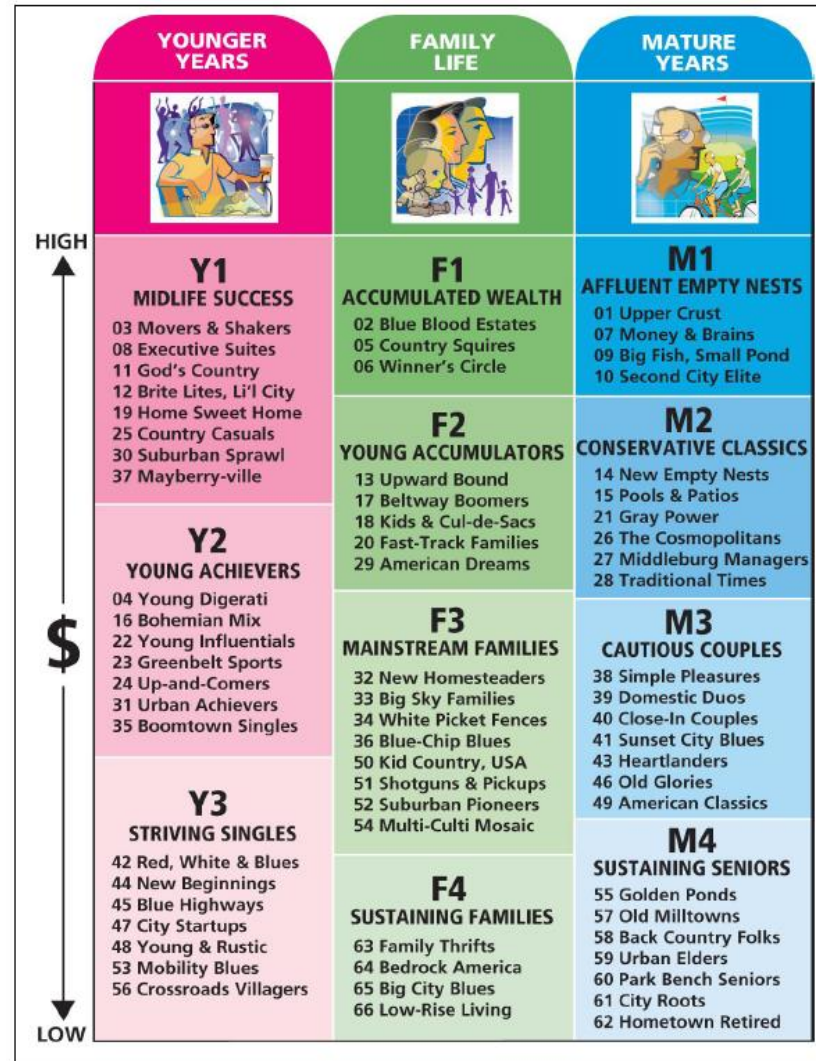 YOUNGER
YEARS
FAMILY
LIFE
MATURE
YEARS
HIGH
$
LOW
Y1
MIDLIFE SUCCESS
03 Movers & Shakers
08 Executive Suites
11 God's Country
12 Brite Lites, Li'l City
19 Home Sweet Home
25 Country Casuals
30 Suburban Sprawl
37 Mayberry-ville
Y2
YOUNG ACHIEVERS
04 Young Digerati
16 Bohemian Mix
22 Young Influentials
23 Greenbelt Sports
24 Up-and-Comers
31 Urban Achievers
35 Boomtown Singles
Y3
STRIVING SINGLES
42 Red, White & Blues
44 New Beginnings
45 Blue Highways
47 City Startups
48 Young & Rustic
53 Mobility Blues
56 Crossroads Villagers
F1
ACCUMULATED WEALTH
02 Blue Blood Estates
05 Country Squires
06 Winner's Circle
F2
YOUNG ACCUMULATORS
13 Upward Bound
17 Beltway Boomers
18 Kids & Cul-de-Sacs
20 Fast-Track Families
29 American Dreams
F3
MAINSTREAM FAMILIES
32 New Homesteaders
33 Big Sky Families
34 White Picket Fences
36 Blue-Chip Blues
50 Kid Country, USA
51 Shotguns & Pickups
52 Suburban Pioneers
54 Multi-Culti Mosaic
F4
SUSTAINING FAMILIES
63 Family Thrifts
64 Bedrock America
65 Big City Blues
66 Low-Rise Living
M1
AFFLUENT EMPTY NESTS
01 Upper Crust
07 Money & Brains
09 Big Fish, Small Pond
10 Second City Elite
M2
CONSERVATIVE CLASSICS
14 New Empty Nests
15 Pools & Patios
21 Gray Power
26 The Cosmopolitans
27 Middleburg Managers
28 Traditional Times
M3
CAUTIOUS COUPLES
38 Simple Pleasures
39 Domestic Duos
40 Close-In Couples
41 Sunset City Blues
43 Heartlanders
46 Old Glories
49 American Classics
M4
SUSTAINING SENIORS
55 Golden Ponds
57 Old Milltowns
58 Back Country Folks
59 Urban Elders
60 Park Bench Seniors
61 City Roots
62 Hometown Retired